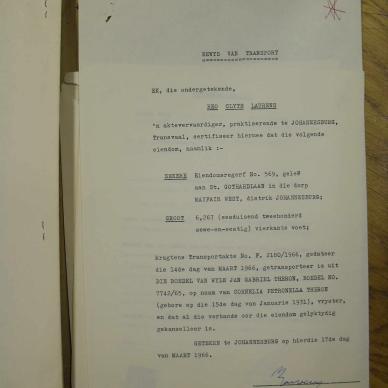 BEWYS VAN TRANSPORT
EK, die ondergetekende,
REO CLYTE LAURENS
'n aktevervaardiger, praktiserende te JOHANNESBURG,
Transvaal, sertifiseer hiermee dat die volgende
eiendom, naamlik :-
SEKERE Eiendomsregerf No. 569, geleë
aan St. GOTHARDLAAN in die dorp
MAYFAIR WEST, distrik JOHANNESBURG;
GROOT 6,267 (sesduisend tweehonderd
sewe-en-sestig) vierkante voet;
kragtens Transportakte No. F. 2180/1966, gedateer
die 14de dag van MAART 1966, getransporteer is uit
DIE BOEDEL VAN WYLE JAN GABRIEL THERON, BOEDEL NO.
7742/65, op naam van CORNELIA PETRONELLA THERON
(gebore op die 15de dag van Januarie 1931), vryster,
en dat al die verbande oor die eiendom gelyktydig
gekanselleer is.
GETEKEN te JOHANNESBURG op hierdie 17de dag
van MAART 1966.